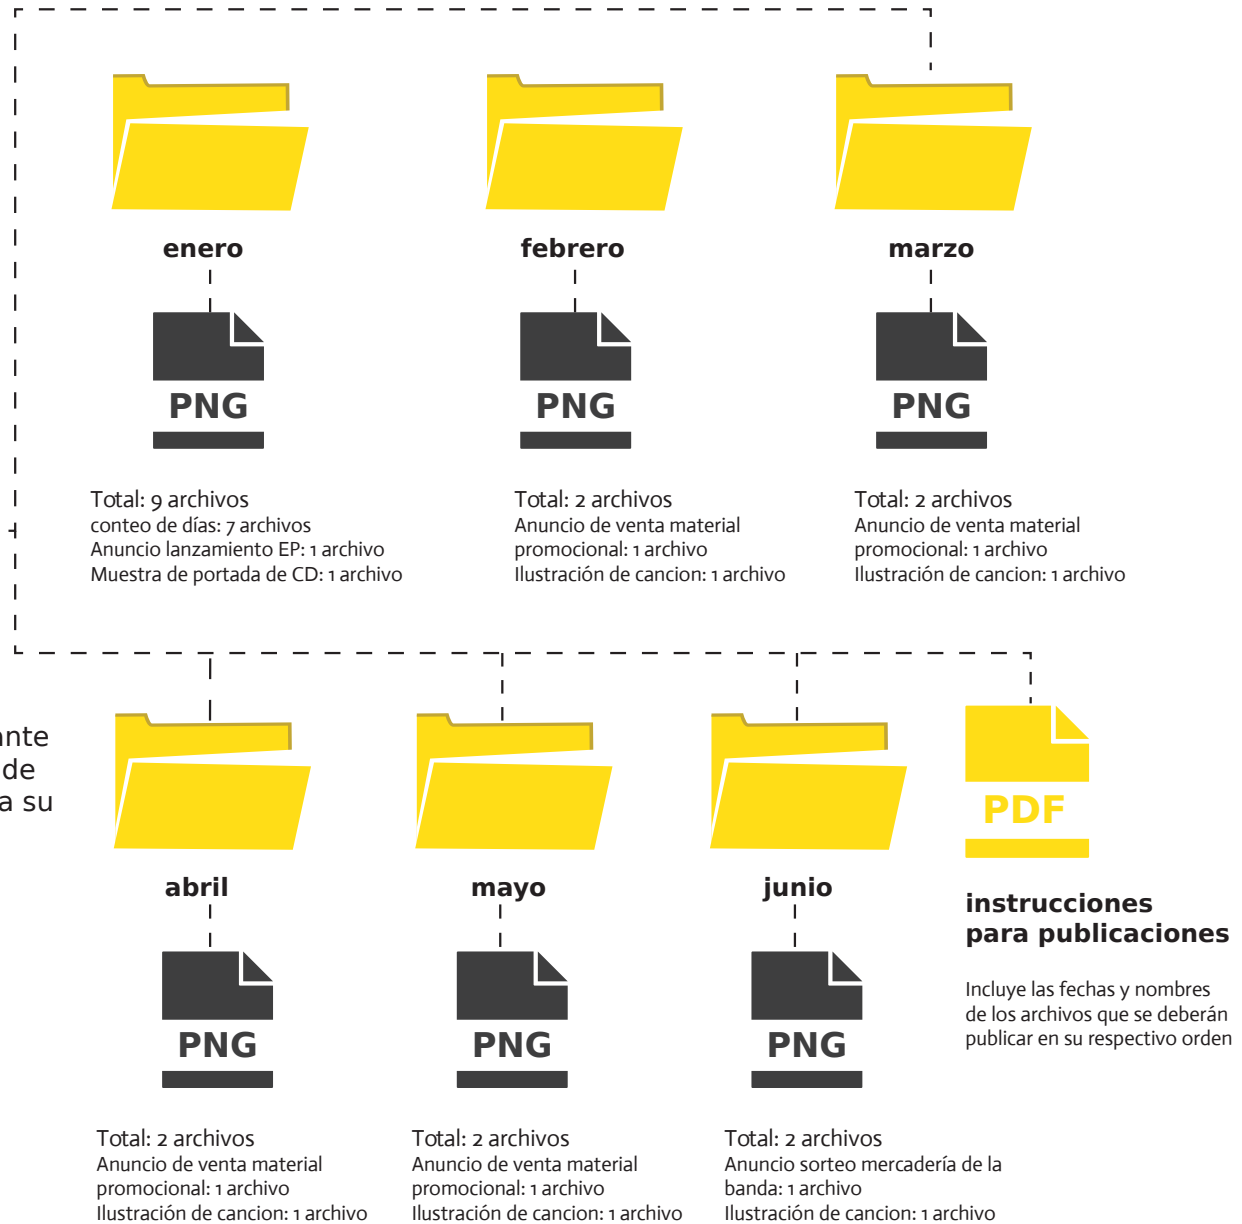 enero
febrero
marzo
PNG
PNG
PNG
Total: 9 archivos
conteo de días: 7 archivos
Anuncio lanzamiento EP: 1 archivo
Muestra de portada de CD: 1 archivo
Total: 2 archivos
Anuncio de venta material
promocional: 1 archivo
Ilustración de cancion: 1 archivo
Total: 2 archivos
Anuncio de venta material
promocional: 1 archivo
Ilustración de cancion: 1 archivo
de
a su
abril
mayo
junio
PDF
instrucciones
para publicaciones
Incluye las fechas y nombres
de los archivos que se deberán
publicar en su respectivo orden
PNG
PNG
PNG
Total: 2 archivos
Anuncio de venta material
promocional: 1 archivo
Ilustración de cancion: 1 archivo
Total: 2 archivos
Anuncio de venta material
promocional: 1 archivo
Ilustración de cancion: 1 archivo
Total: 2 archivos
Anuncio sorteo mercadería de la
banda: 1 archivo
Ilustración de cancion: 1 archivo